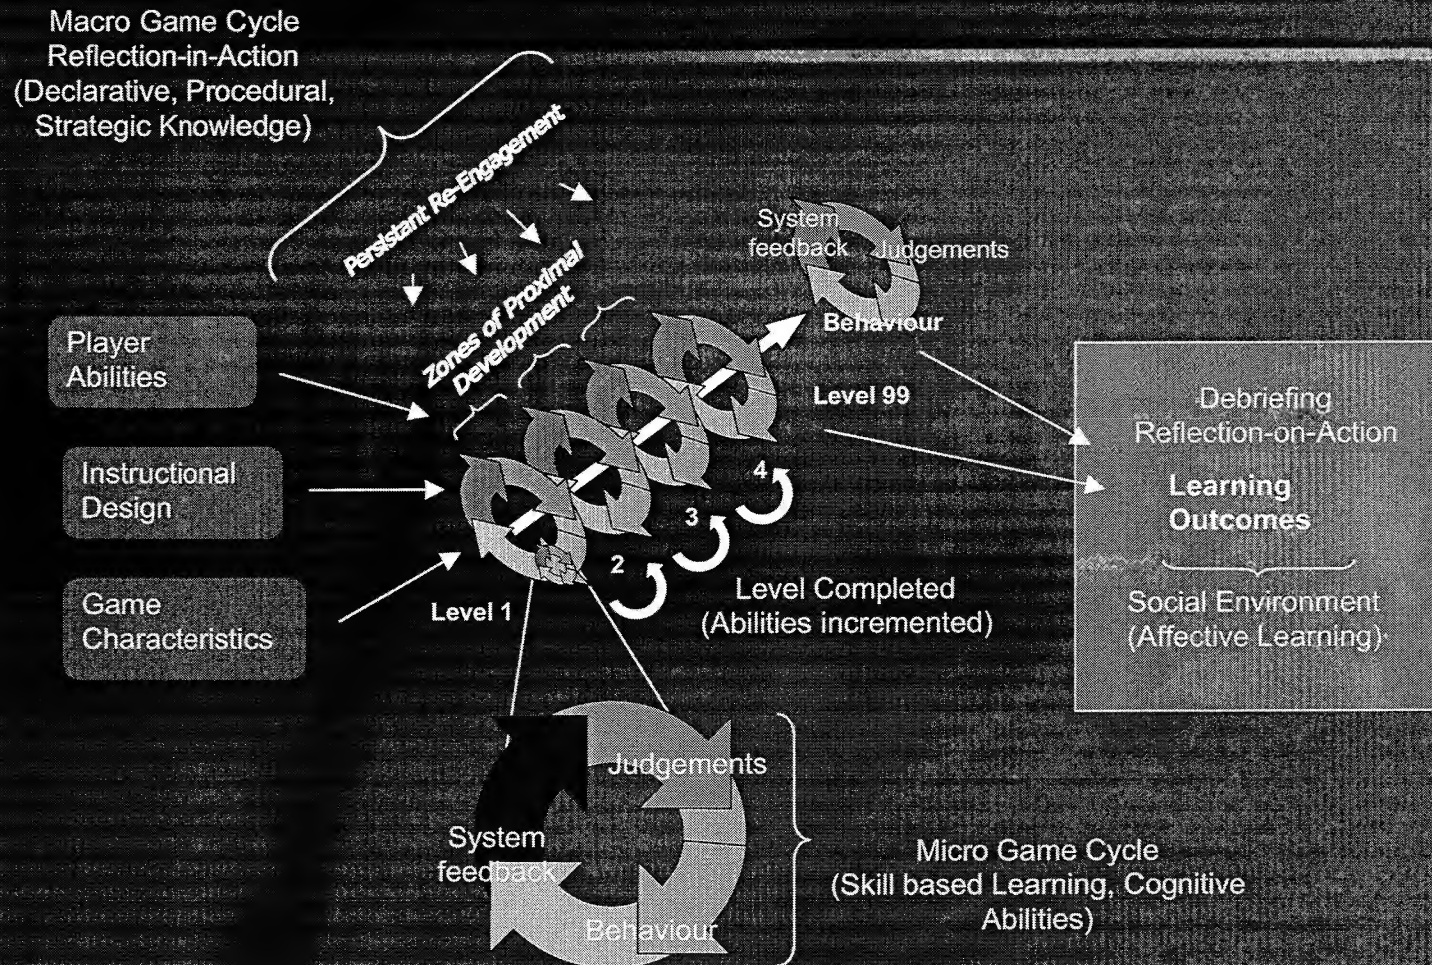 Macro Game Cycle
Reflection-in-Action
(Declarative, Procedural,
Strategic Knowledge)
Persistant Re-Engagement
Zones of Proximal
Development
System
feedback
Judgements
Behaviour
Player
Abilities
Instructional
Design
Game
Characteristics
Level 1
2
3
4
Level 99
Level Completed
(Abilities incremented)
Debriefing
Reflection-on-Action
Learning
Outcomes
Social Environment
(Affective Learning)
Judgements
System
feedback
Behaviour
Micro Game Cycle
(Skill based Learning, Cognitive
Abilities)